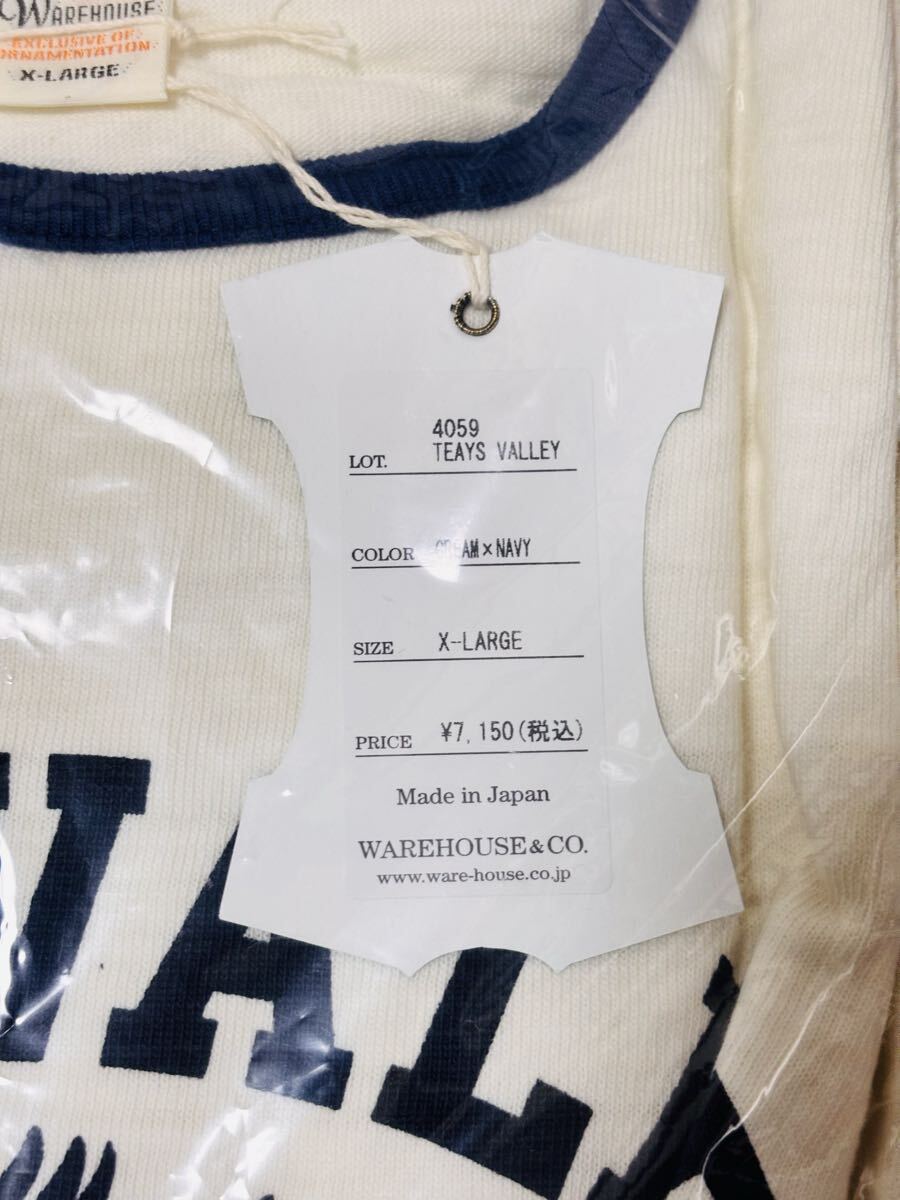 WAREHOUSE
EXCLUSIVE OF
ORNAMENTATION
X-LARGE
4059
LOT. TEAYS VALLEY
COLOR CREAM×NAVY
SIZE X-LARGE
PRICE ¥7,150(税込)
Made in Japan
WAREHOUSE & CO.
www.ware-house.co.jp
VAL